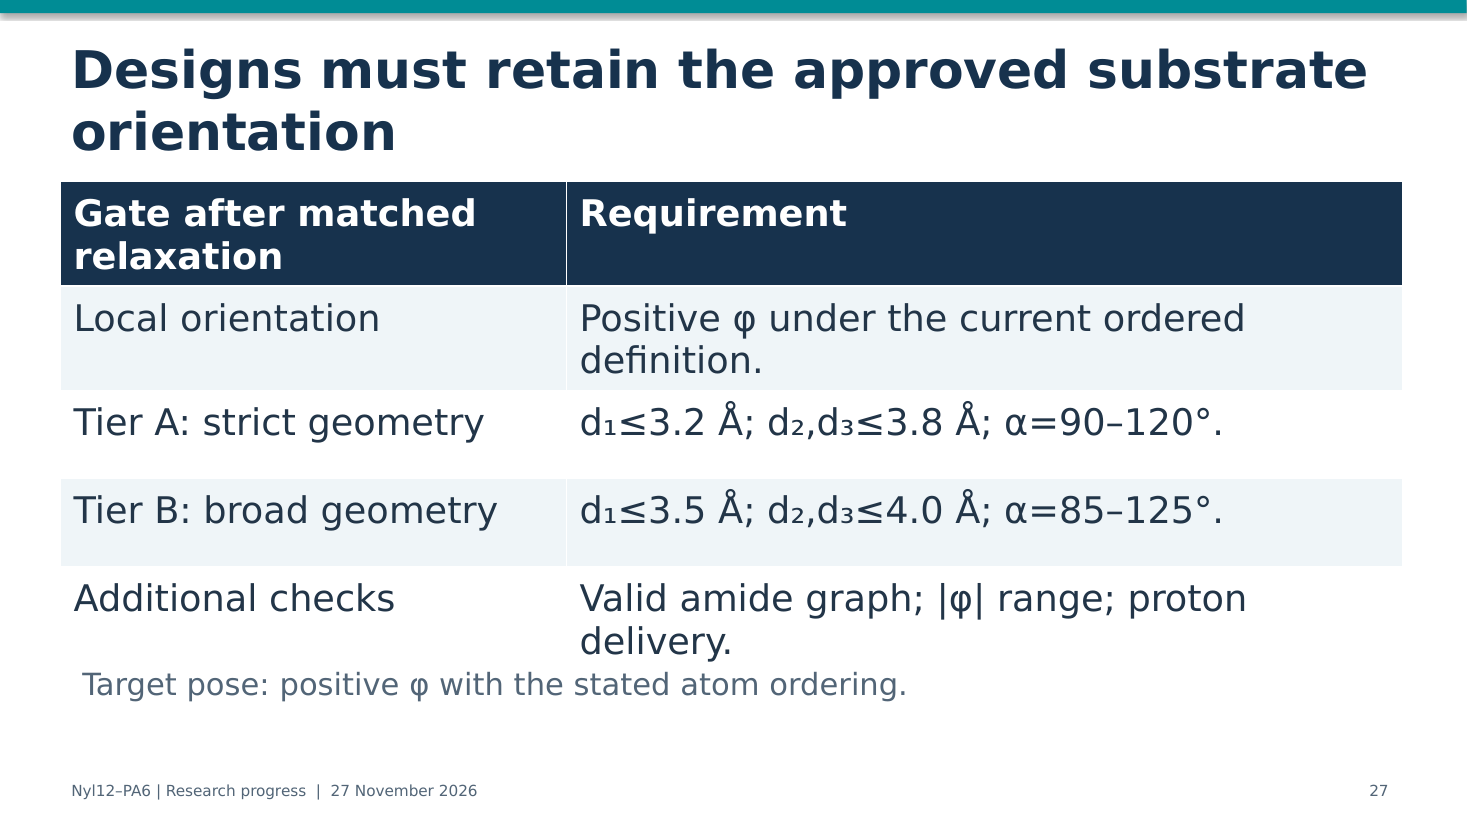 Designs must retain the approved substrate
orientation
Gate after matched
relaxation
Requirement
Local orientation
Positive φ under the current ordered
definition.
Tier A: strict geometry
d₁≤3.2 Å; d₂,d₃≤3.8 Å; α=90–120°.
Tier B: broad geometry
d₁≤3.5 Å; d₂,d₃≤4.0 Å; α=85–125°.
Additional checks
Valid amide graph; |φ| range; proton
delivery.
Target pose: positive φ with the stated atom ordering.
Nyl12–PA6 | Research progress | 27 November 2026
27